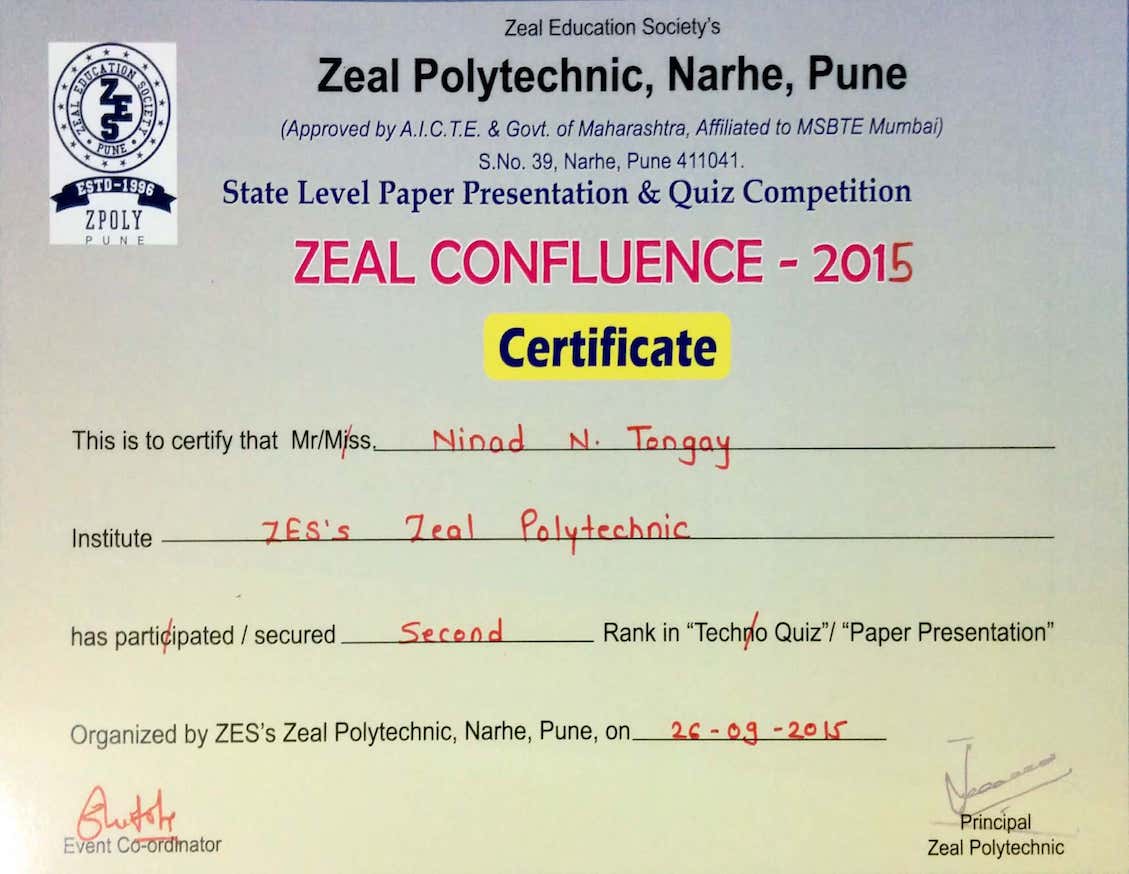 Zeal Education Society's
Zeal Polytechnic, Narhe, Pune
(Approved by A.I.C.T.E. & Govt. of Maharashtra, Affiliated to MSBTE Mumbai)
S.No. 39, Narhe, Pune 411041.
State Level Paper Presentation & Quiz Competition
ZEAL EDUCATION SOCIETY
ZES
PUNE
ESTD-1996
ZPOLY
PUNE
ZEAL CONFLUENCE - 2015
Certificate
This is to certify that Mr/Miss. Ninad N. Tongay
Institute ZES's Zeal Polytechnic
has participated / secured Second Rank in “Techno Quiz”/ “Paper Presentation”
Organized by ZES's Zeal Polytechnic, Narhe, Pune, on 26-09-2015
Event Co-ordinator
Principal
Zeal Polytechnic